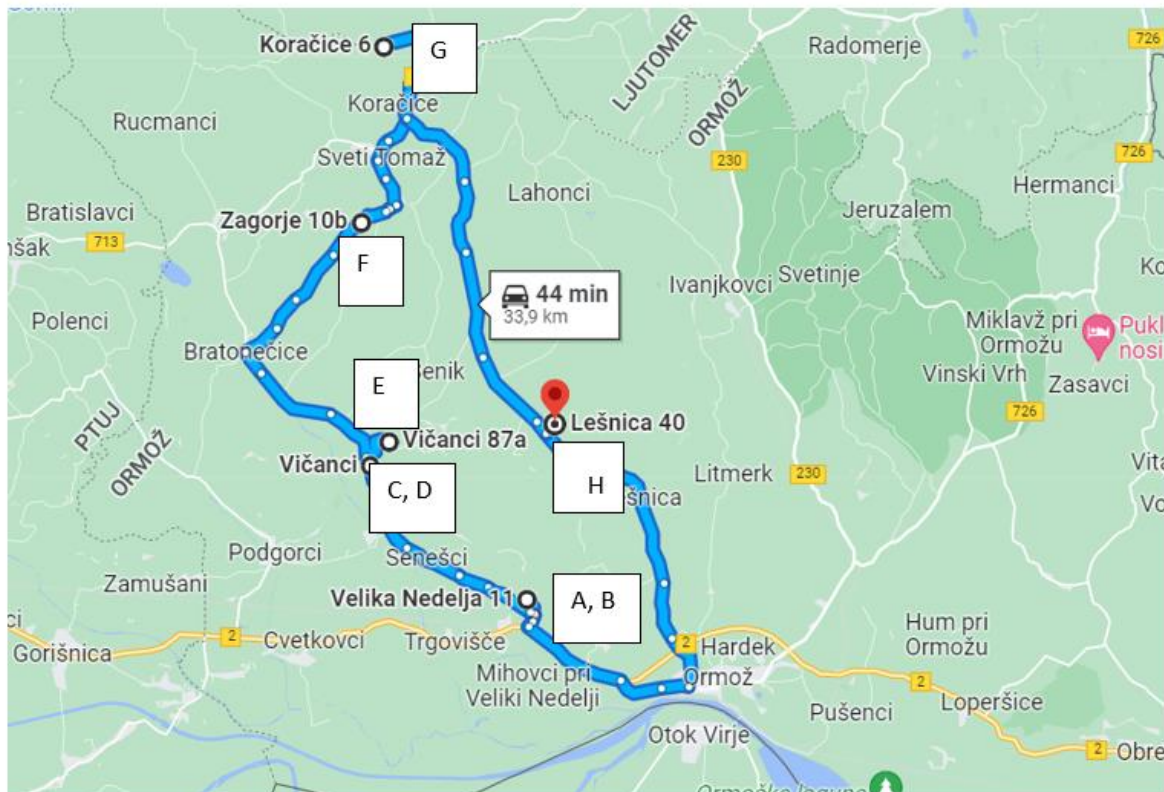 Koračice 6
G
726
Radomerje
LJUTOMER
ORMOŽ
Koračice
Rucmanci
Sveti Tomaž
230
726
Lahonci
Hermanci
Bratislavci
Zagorje 10b
Jeruzalem
713
F
Ivanjkovci
Svetinje
44 min
33,9 km
Polenci
Miklavž pri
Ormožu
Bratonečice
E
Vinski Vrh
Zasavci
726
Lešnica 40
PTUJ
ORMOŽ
Vičanci 87a
Vičanci
C, D
H
Litmerk
230
Podgorci
Senešci
Zamušani
Velika Nedelja 11
A, B
2
Cvetkovci
Trgovišče
Gorišnica
2
Hardek
Hum pri
Ormožu
Mihovci pri
Veliki Nedelji
Ormož
2
Loperšice
Pušenci
Otok Virje
2